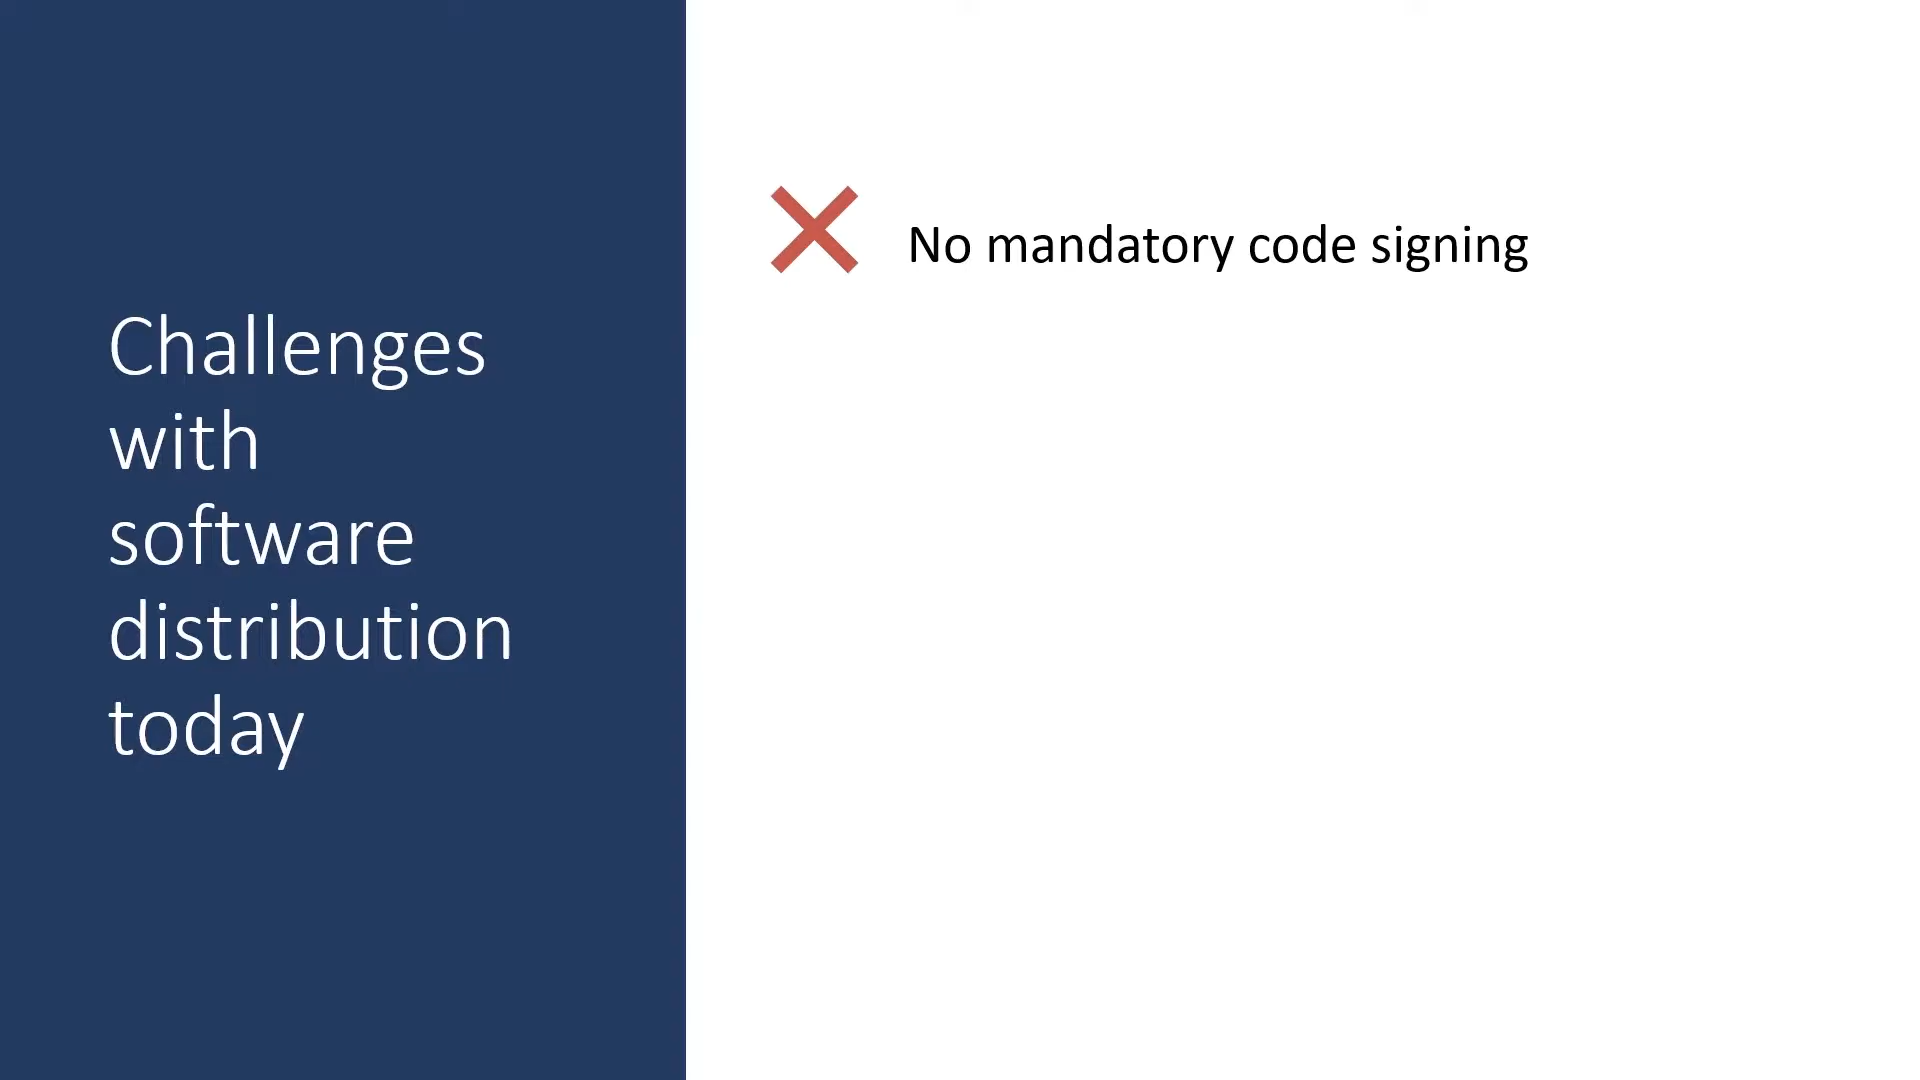 Challenges
with
software
distribution
today
No mandatory code signing